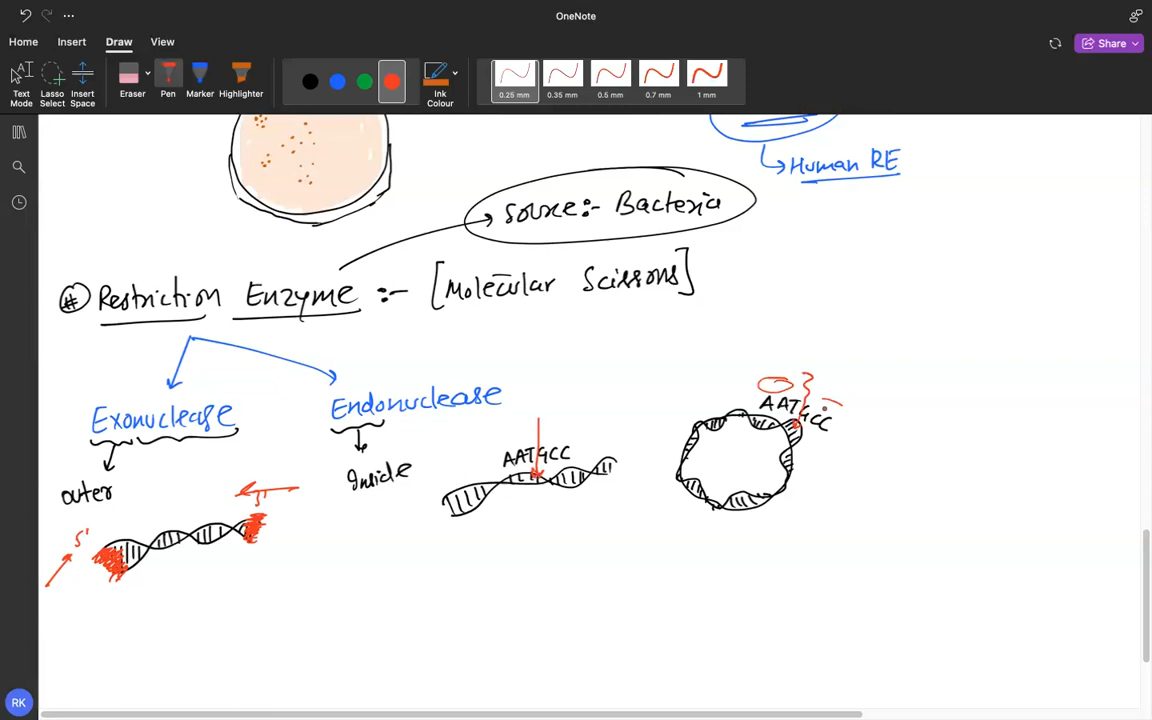 OneNote
Home Insert Draw View
Share
Text Mode
Lasso Select
Insert Space
Eraser
Pen
Marker
Highlighter
Ink Colour
0.25 mm
0.35 mm
0.5 mm
0.7 mm
1 mm
Human RE
Source:- Bacteria
# Restriction Enzyme :- [Molecular Scissors]
Exonuclease
Endonuclease
outer
Inside
AATGCC
AATGCC
5'
RK